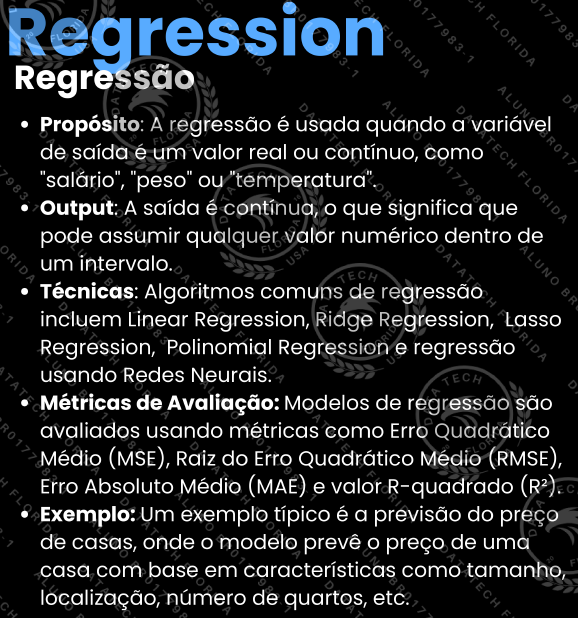 Regression
Regressão
• Propósito: A regressão é usada quando a variável
de saída é um valor real ou contínuo, como
"salário", "peso" ou "temperatura".
• Output: A saída é contínua, o que significa que
pode assumir qualquer valor numérico dentro de
um intervalo.
• Técnicas: Algoritmos comuns de regressão
incluem Linear Regression, Ridge Regression, Lasso
Regression, Polinomial Regression e regressão
usando Redes Neurais.
• Métricas de Avaliação: Modelos de regressão são
avaliados usando métricas como Erro Quadrático
Médio (MSE), Raiz do Erro Quadrático Médio (RMSE),
Erro Absoluto Médio (MAE) e valor R-quadrado (R²).
• Exemplo: Um exemplo típico é a previsão do preço
de casas, onde o modelo prevê o preço de uma
casa com base em características como tamanho,
localização, número de quartos, etc.